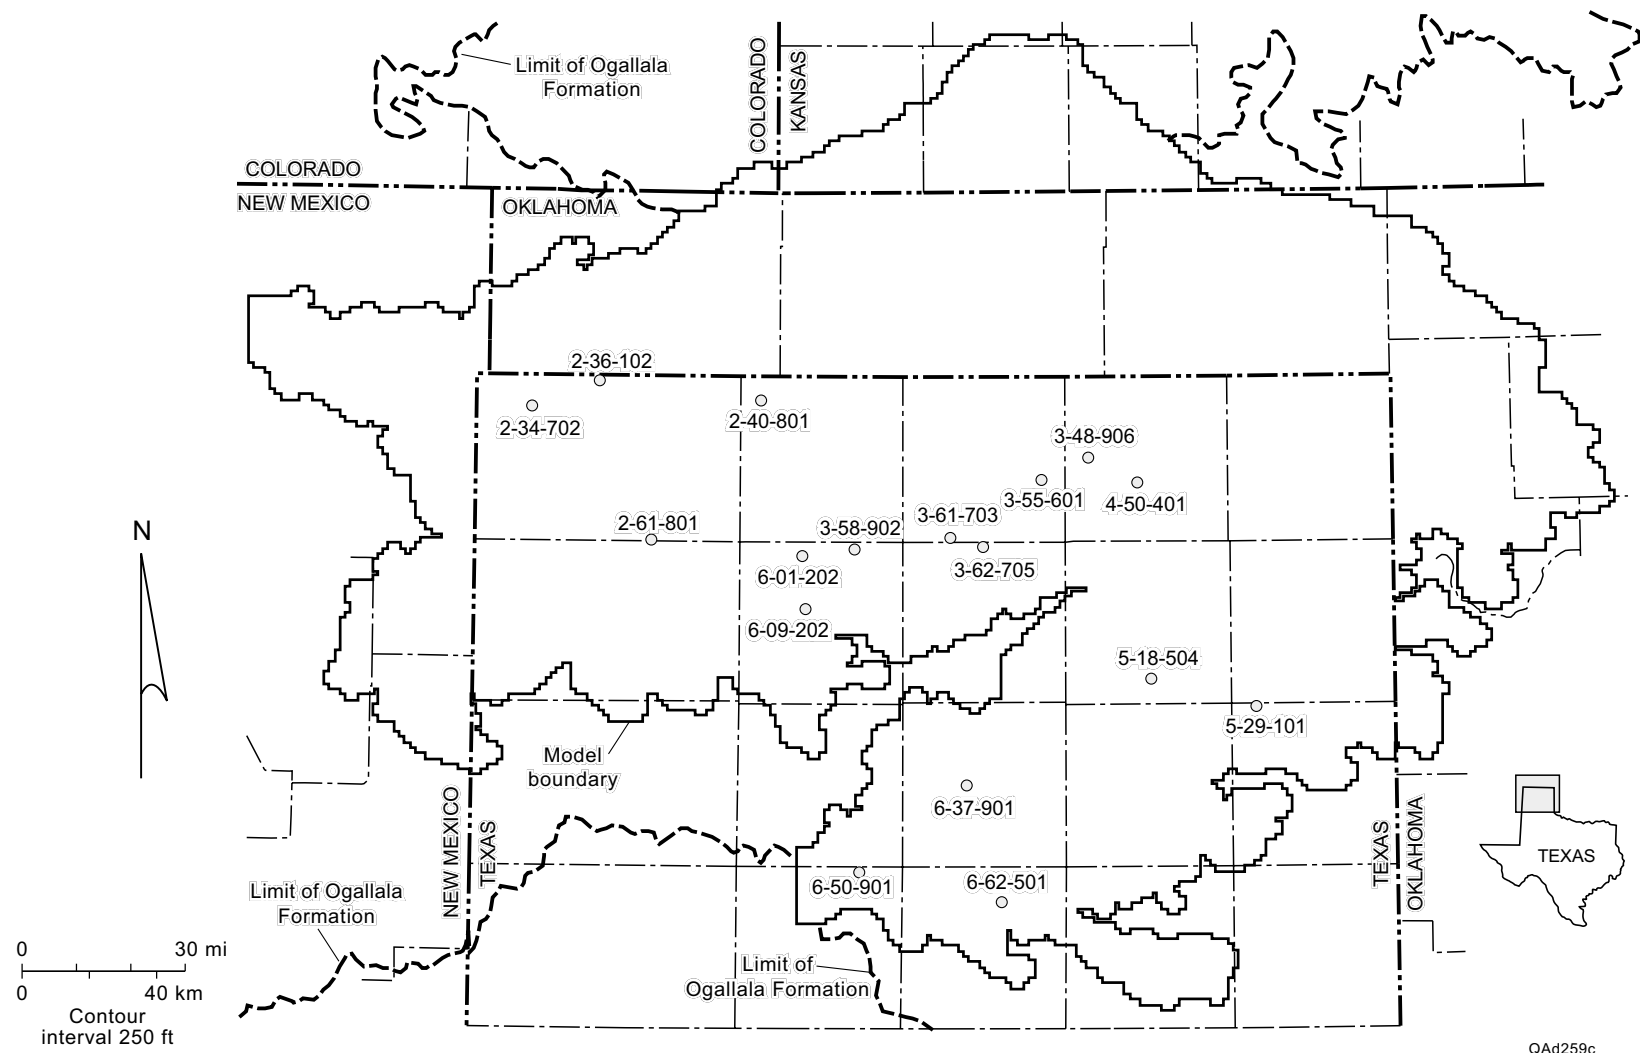 Limit of Ogallala
Formation
COLORADO
KANSAS
COLORADO
NEW MEXICO
OKLAHOMA
2-36-102
2-34-702
2-40-801
3-48-906
3-55-601
4-50-401
2-61-801
3-58-902
3-61-703
3-62-705
6-01-202
6-09-202
5-18-504
5-29-101
N
Model
boundary
6-37-901
NEW MEXICO
TEXAS
TEXAS
OKLAHOMA
TEXAS
6-50-901
6-62-501
Limit of Ogallala
Formation
Limit of
Ogallala Formation
0 30 mi
0 40 km
Contour
interval 250 ft
QAd259c